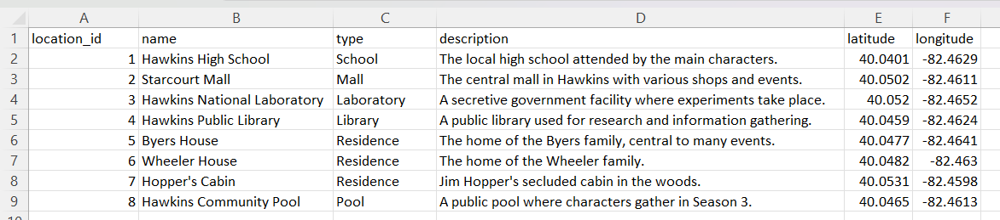 A B C D E F
1 location_id name type description latitude longitude
2 1 Hawkins High School School The local high school attended by the main characters. 40.0401 -82.4629
3 2 Starcourt Mall Mall The central mall in Hawkins with various shops and events. 40.0502 -82.4611
4 3 Hawkins National Laboratory Laboratory A secretive government facility where experiments take place. 40.052 -82.4652
5 4 Hawkins Public Library Library A public library used for research and information gathering. 40.0459 -82.4624
6 5 Byers House Residence The home of the Byers family, central to many events. 40.0477 -82.4641
7 6 Wheeler House Residence The home of the Wheeler family. 40.0482 -82.463
8 7 Hopper's Cabin Residence Jim Hopper's secluded cabin in the woods. 40.0531 -82.4598
9 8 Hawkins Community Pool Pool A public pool where characters gather in Season 3. 40.0465 -82.4613
10